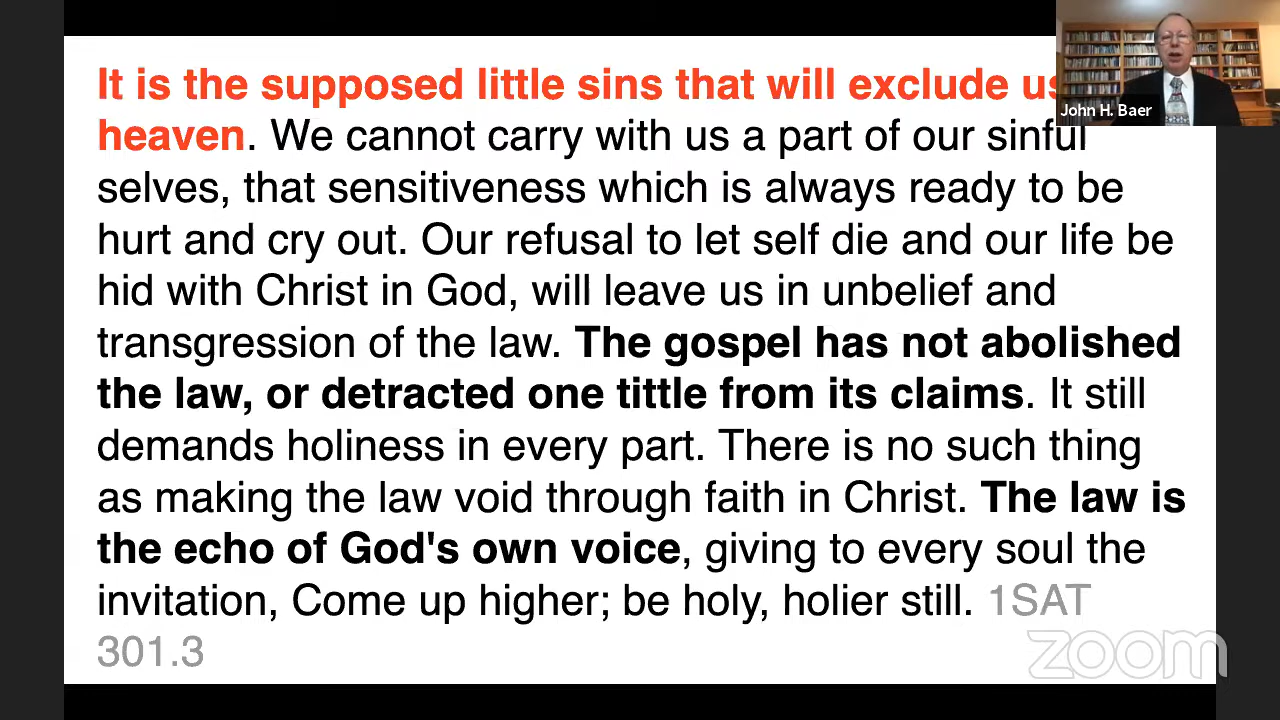 It is the supposed little sins that will exclude us
heaven. We cannot carry with us a part of our sinful
selves, that sensitiveness which is always ready to be
hurt and cry out. Our refusal to let self die and our life be
hid with Christ in God, will leave us in unbelief and
transgression of the law. The gospel has not abolished
the law, or detracted one tittle from its claims. It still
demands holiness in every part. There is no such thing
as making the law void through faith in Christ. The law is
the echo of God's own voice, giving to every soul the
invitation, Come up higher; be holy, holier still. 1SAT
301.3
John H. Baer
zoom